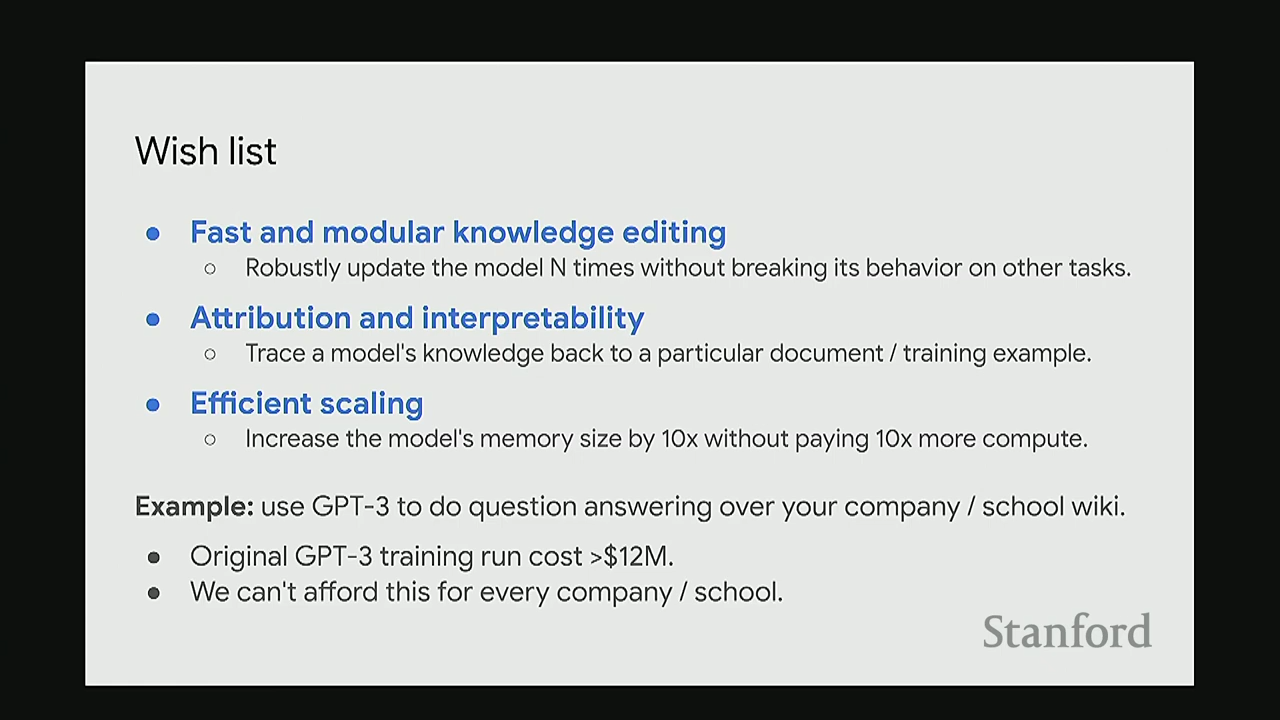 Wish list
● Fast and modular knowledge editing
○ Robustly update the model N times without breaking its behavior on other tasks.
● Attribution and interpretability
○ Trace a model's knowledge back to a particular document / training example.
● Efficient scaling
○ Increase the model's memory size by 10x without paying 10x more compute.
Example: use GPT-3 to do question answering over your company / school wiki.
● Original GPT-3 training run cost >$12M.
● We can't afford this for every company / school.
Stanford